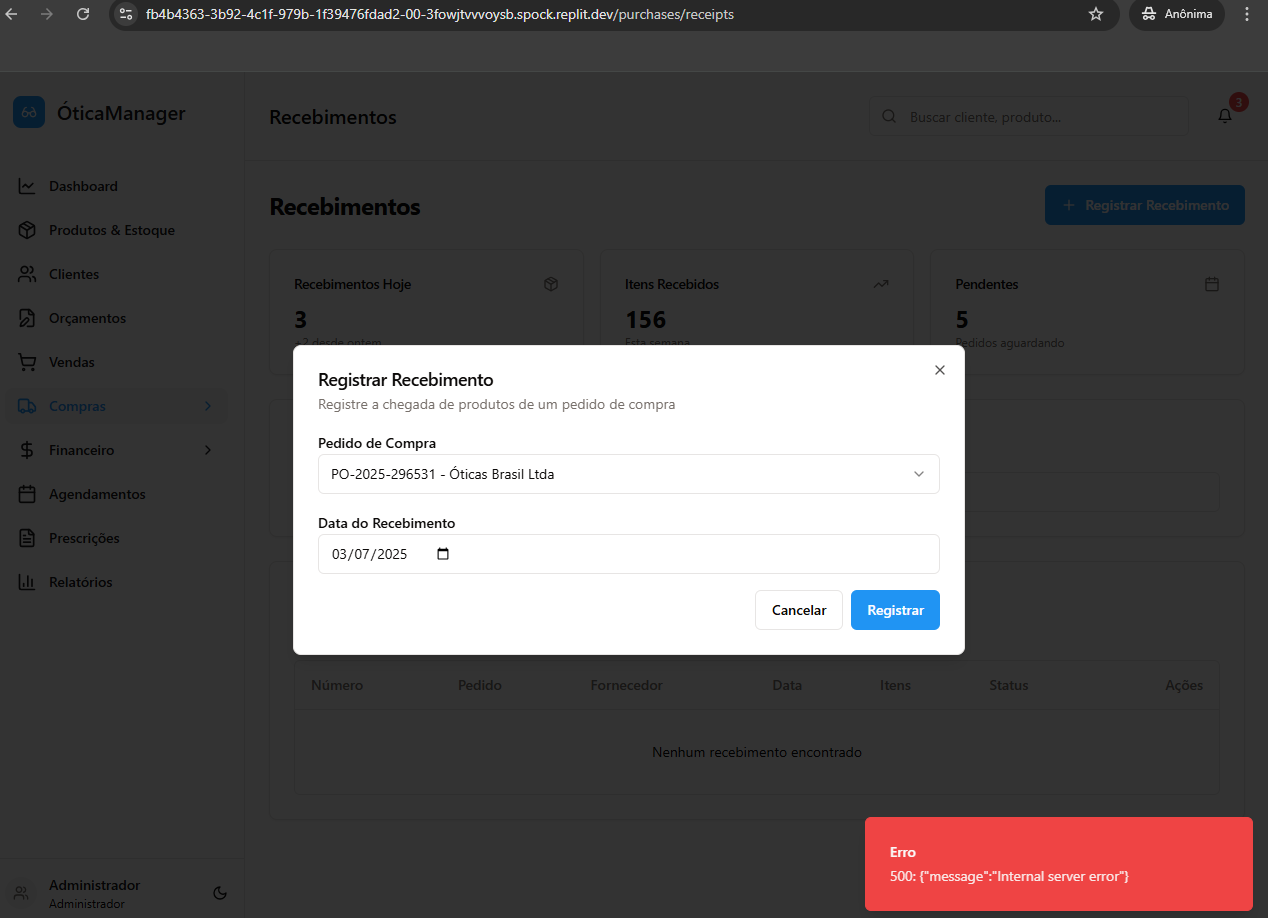 fb4b4363-3b92-4c1f-979b-1f39476fdad2-00-3fowjtvvvoysb.spock.replit.dev/purchases/receipts
Anônima
ÓticaManager
Recebimentos
Buscar cliente, produto...
3
Dashboard
Produtos & Estoque
Clientes
Orçamentos
Vendas
Compras
Financeiro
Agendamentos
Prescrições
Relatórios
Administrador
Administrador
Recebimentos
+ Registrar Recebimento
Recebimentos Hoje
3
+2 desde ontem
Itens Recebidos
156
Esta semana
Pendentes
5
Pedidos aguardando
Registrar Recebimento
Registre a chegada de produtos de um pedido de compra
Pedido de Compra
PO-2025-296531 - Óticas Brasil Ltda
Data do Recebimento
03/07/2025
Cancelar
Registrar
Número Pedido Fornecedor Data Itens Status Ações
Nenhum recebimento encontrado
Erro
500: {"message":"Internal server error"}